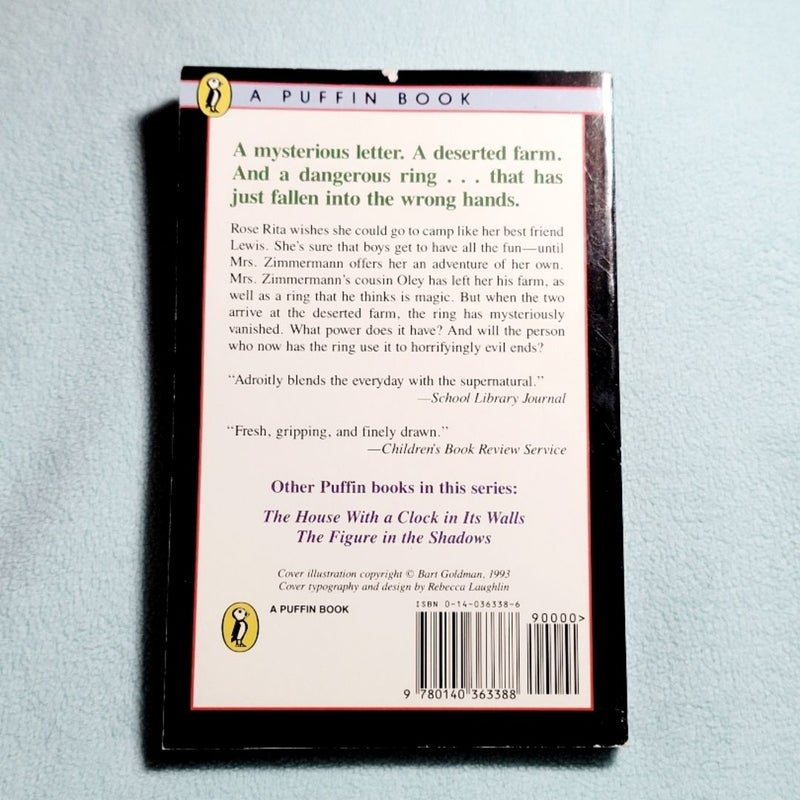 A PUFFIN BOOK
A mysterious letter. A deserted farm.
And a dangerous ring . . . that has
just fallen into the wrong hands.
Rose Rita wishes she could go to camp like her best friend
Lewis. She's sure that boys get to have all the fun—until
Mrs. Zimmermann offers her an adventure of her own.
Mrs. Zimmermann's cousin Oley has left her his farm, as
well as a ring that he thinks is magic. But when the two
arrive at the deserted farm, the ring has mysteriously
vanished. What power does it have? And will the person
who now has the ring use it to horrifyingly evil ends?
“Adroitly blends the everyday with the supernatural.”
—School Library Journal
“Fresh, gripping, and finely drawn.”
—Children's Book Review Service
Other Puffin books in this series:
The House With a Clock in Its Walls
The Figure in the Shadows
Cover illustration copyright © Bart Goldman, 1993
Cover typography and design by Rebecca Laughlin
A PUFFIN BOOK
ISBN 0-14-036338-6
90000>
9 780140 363388